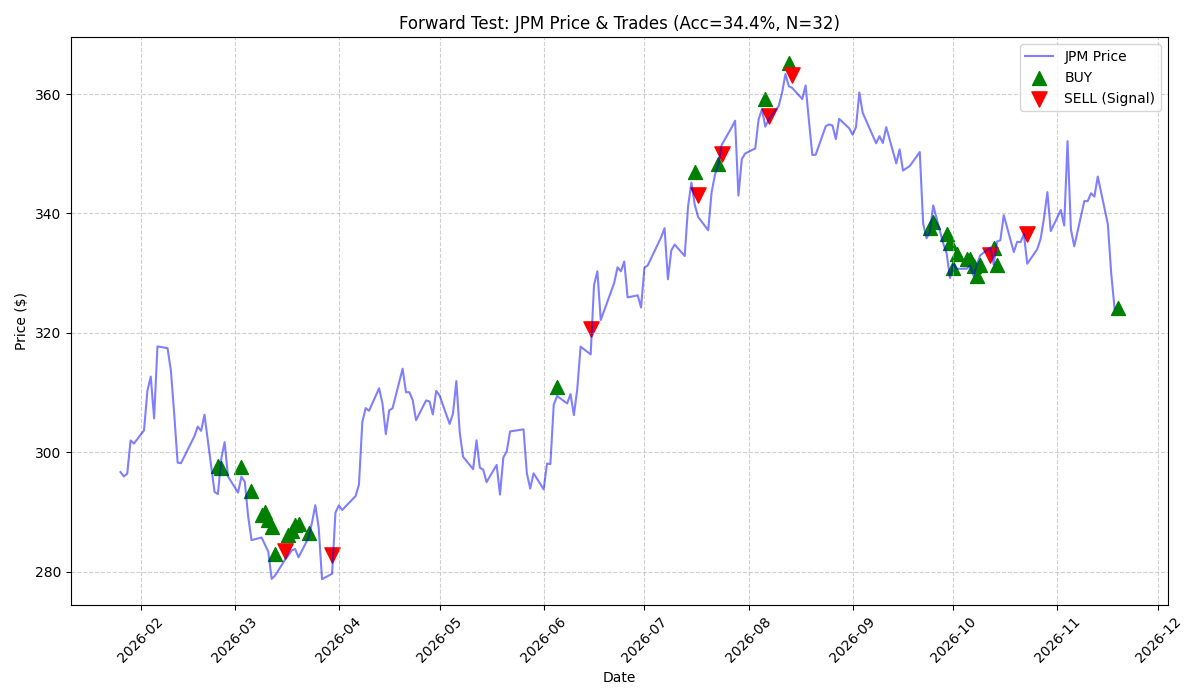 Forward Test: JPM Price & Trades (Acc=34.4%, N=32)
JPM Price
BUY
SELL (Signal)
Price ($)
360
340
320
300
280
2026-02
2026-03
2026-04
2026-05
2026-06
2026-07
2026-08
2026-09
2026-10
2026-11
2026-12
Date